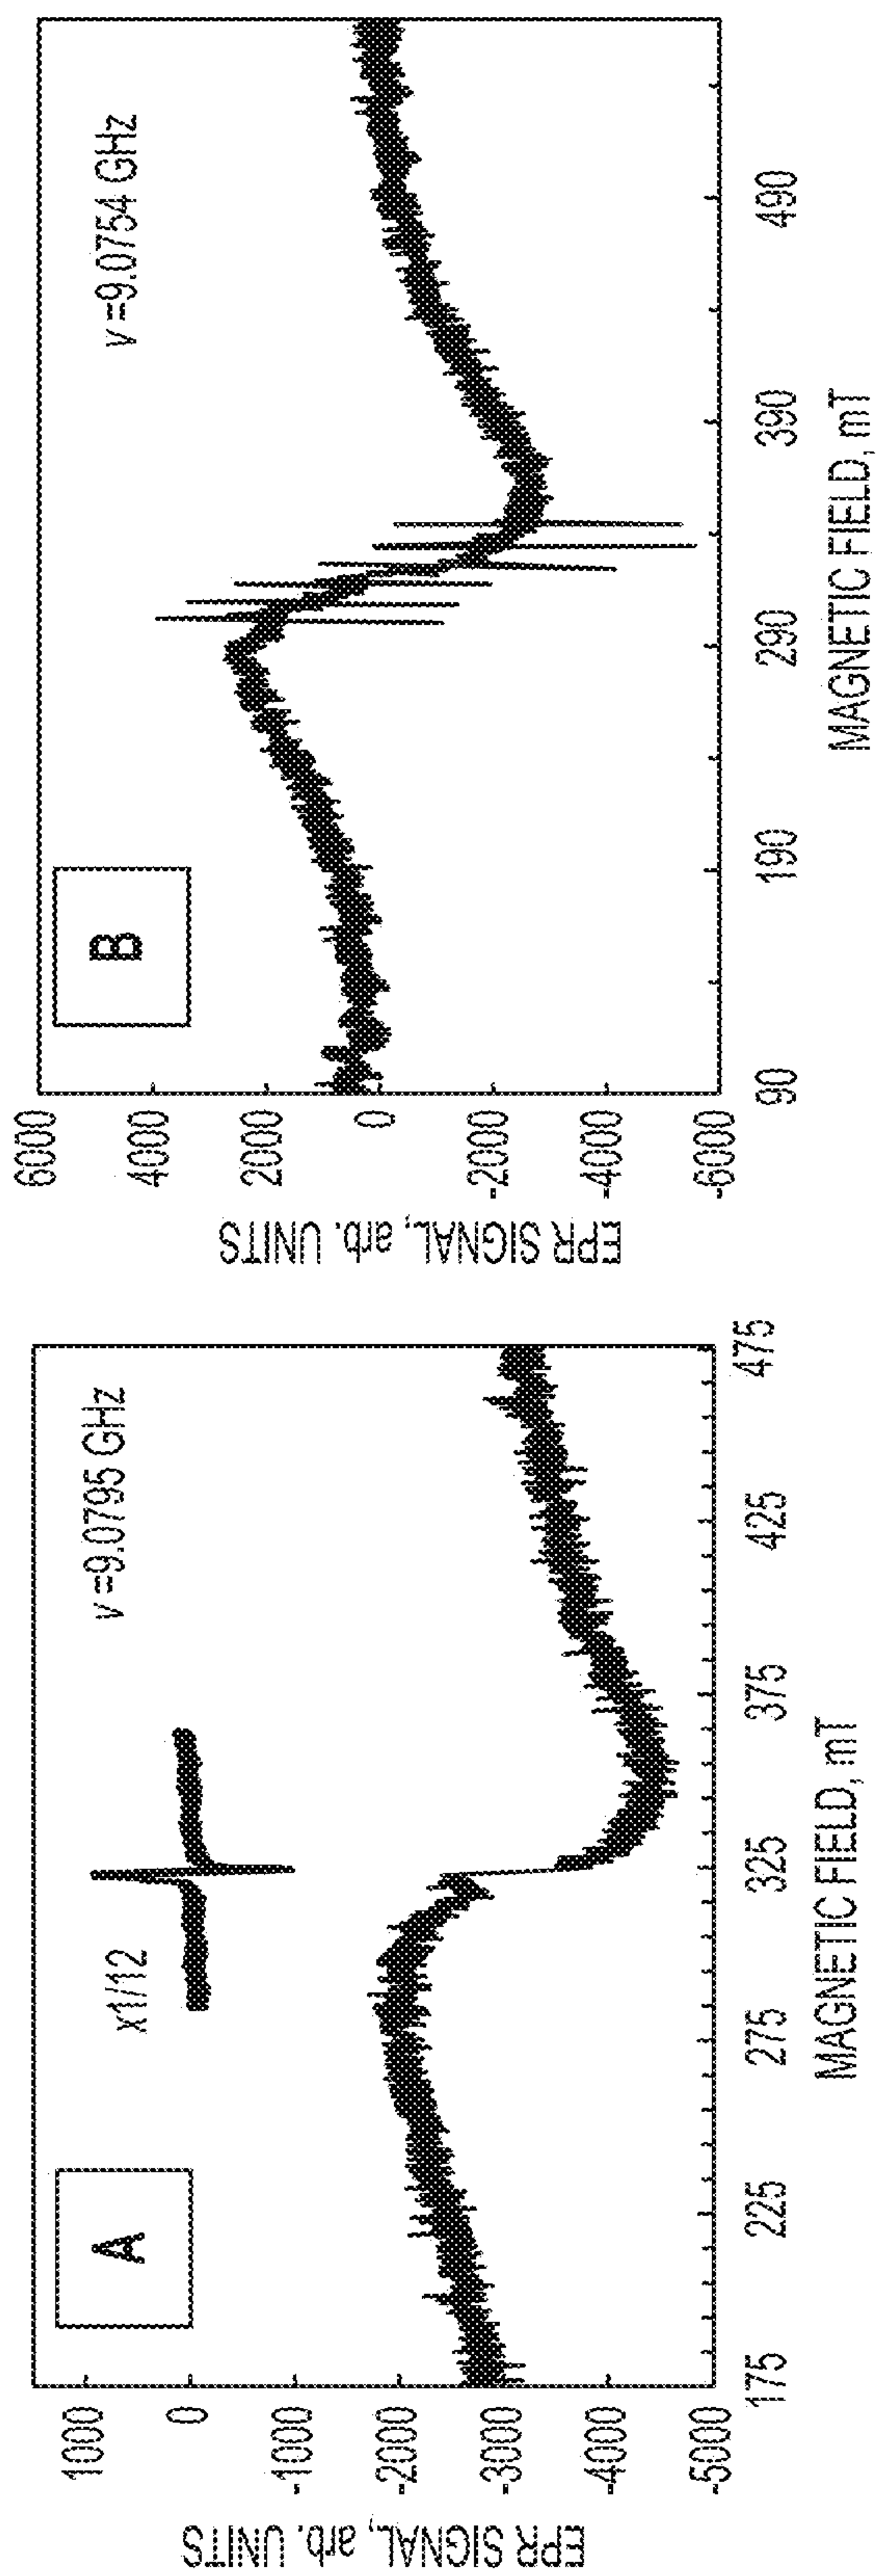 A
x1/12
ν =9.0795 GHz
1000
0
-1000
-2000
-3000
-4000
-5000
EPR SIGNAL, arb. UNITS
175
225
275
325
375
425
475
MAGNETIC FIELD, mT
B
ν =9.0754 GHz
6000
4000
2000
0
-2000
-4000
-6000
EPR SIGNAL, arb. UNITS
90
190
290
390
490
MAGNETIC FIELD, mT